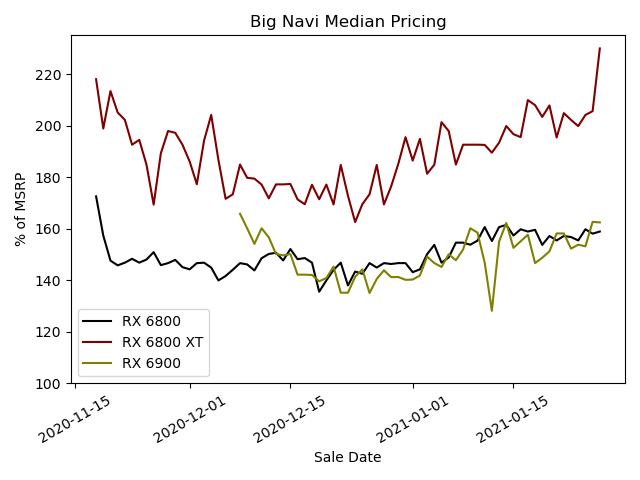 Big Navi Median Pricing
% of MSRP
220
200
180
160
140
120
100
RX 6800
RX 6800 XT
RX 6900
2020-11-15
2020-12-01
2020-12-15
2021-01-01
2021-01-15
Sale Date